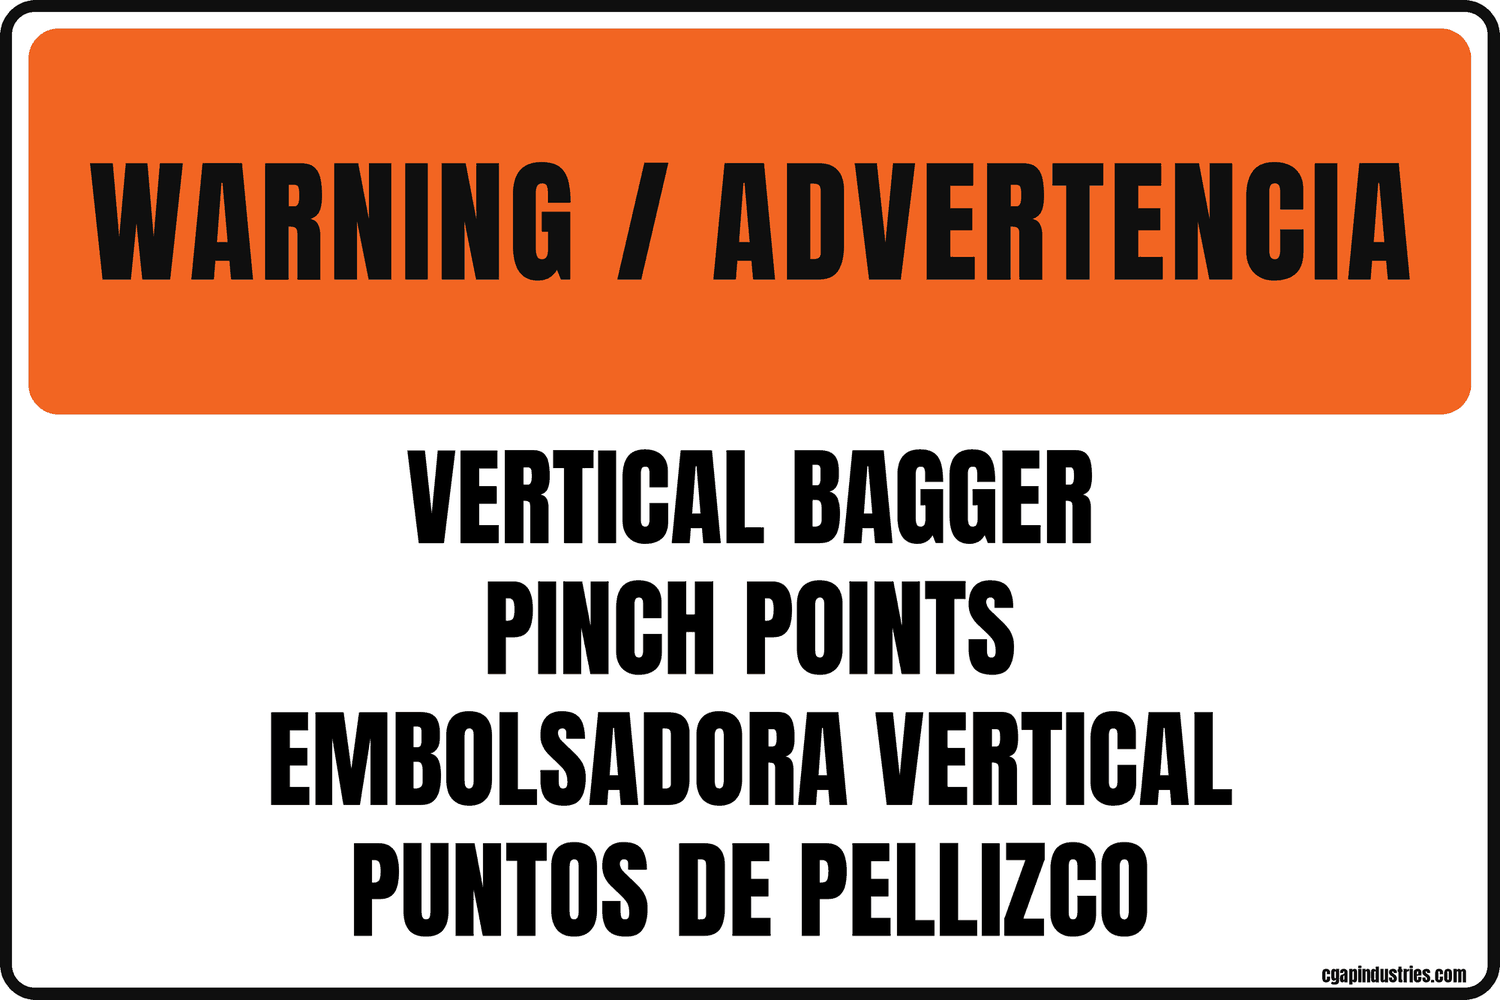 WARNING / ADVERTENCIA
VERTICAL BAGGER
PINCH POINTS
EMBOLSADORA VERTICAL
PUNTOS DE PELLIZCO
cgapindustries.com